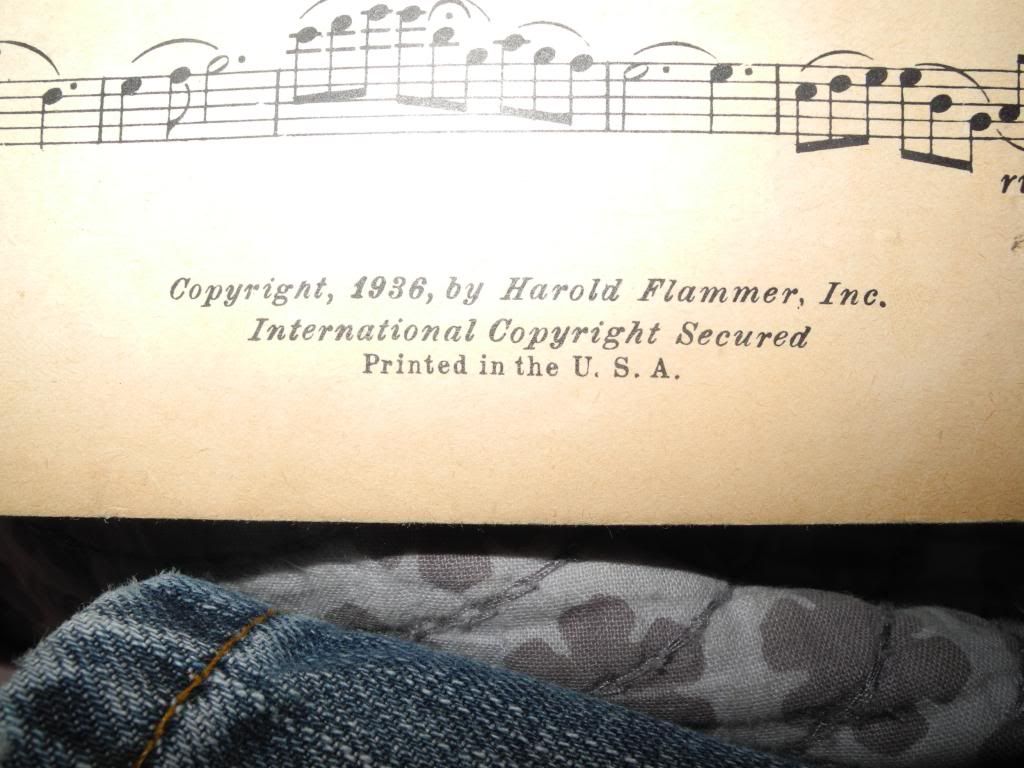 Copyright, 1936, by Harold Flammer, Inc.
International Copyright Secured
Printed in the U. S. A.